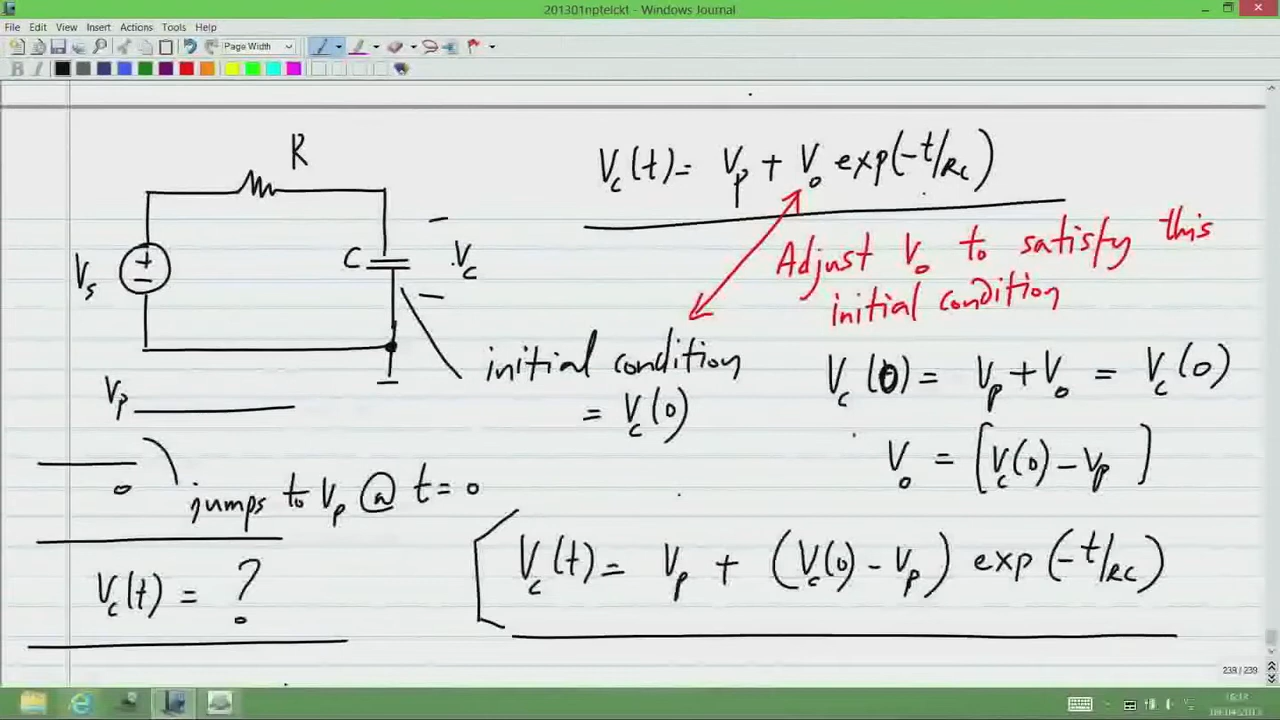 201301nptelckt - Windows Journal
File Edit View Insert Actions Tools Help
Page Width
B I
R
Vc(t)= Vp + Vo exp(-t/RC)
Vs
+
-
C
-
Vc
-
Adjust Vo to satisfy this
initial condition
initial condition
= Vc(0)
Vc(0) = Vp + Vo = Vc(0)
Vo = [Vc(0) - Vp]
Vp
0
jumps to Vp @ t=0
Vc(t) = ?
Vc(t)= Vp + (Vc(0) - Vp) exp(-t/RC)
239 / 239